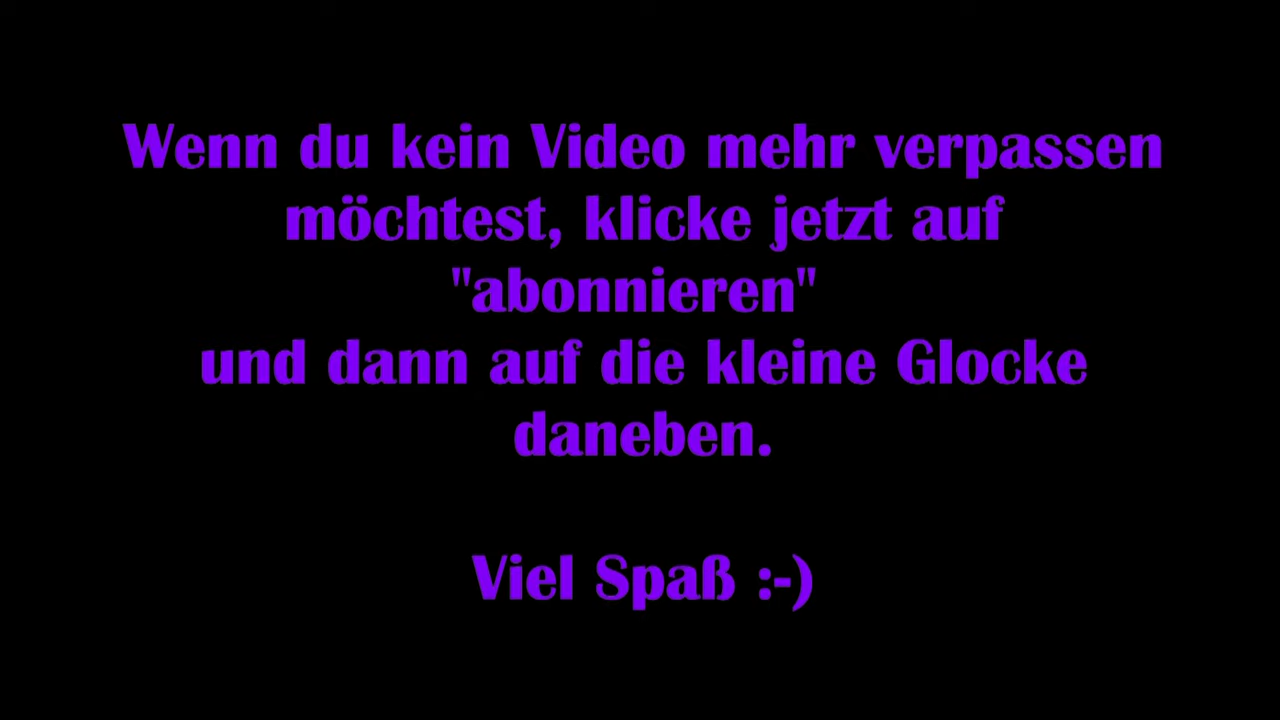 Wenn du kein Video mehr verpassen
möchtest, klicke jetzt auf
"abonnieren"
und dann auf die kleine Glocke
daneben.
Viel Spaß :-)